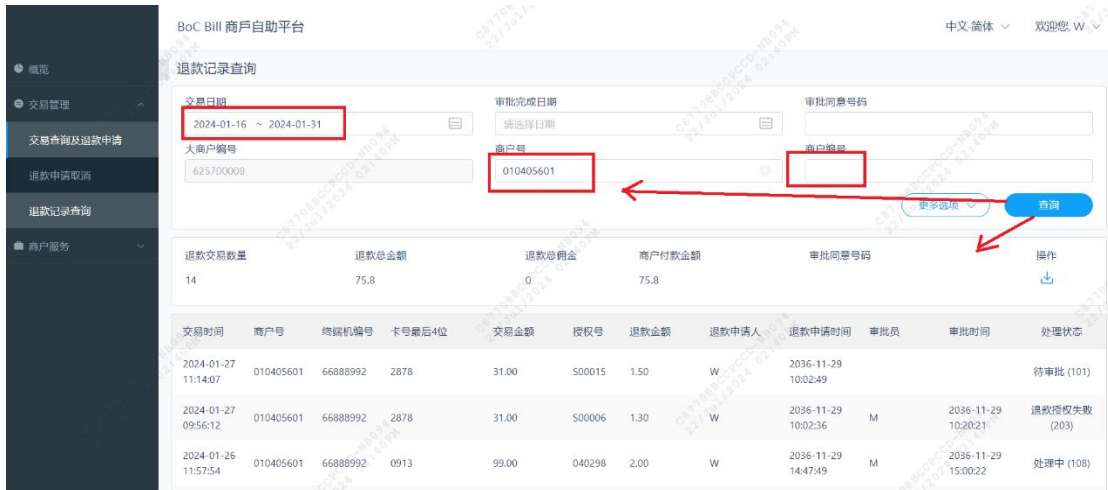 BoC Bill 商戶自助平台
中文-简体
欢迎您, W
概览
交易管理
交易查询及退款申请
退款申请取消
退款记录查询
商户服务
退款记录查询
交易日期
审批完成日期
审批同意号码
2024-01-16 ~ 2024-01-31
请选择日期
大商户编号
商户号
商户编号
625700008
010405601
更多选项
查询
退款交易数量 退款总金额 退款总佣金 商户付款金额 审批同意号码 操作
14 75.8 0 75.8
交易时间 商户号 终端机编号 卡号最后4位 交易金额 授权号 退款金额 退款申请人 退款申请时间 审批员 审批时间 处理状态
2024-01-27 11:14:07 010405601 66888992 2878 31.00 S00015 1.50 W 2036-11-29 10:02:49 待审批 (101)
2024-01-27 09:56:12 010405601 66888992 2878 31.00 S00006 1.30 W 2036-11-29 10:02:36 M 2036-11-29 10:20:21 退款授权失败 (203)
2024-01-26 11:57:54 010405601 66888992 0913 99.00 040298 2.00 W 2036-11-29 14:47:49 M 2036-11-29 15:00:22 处理中 (108)